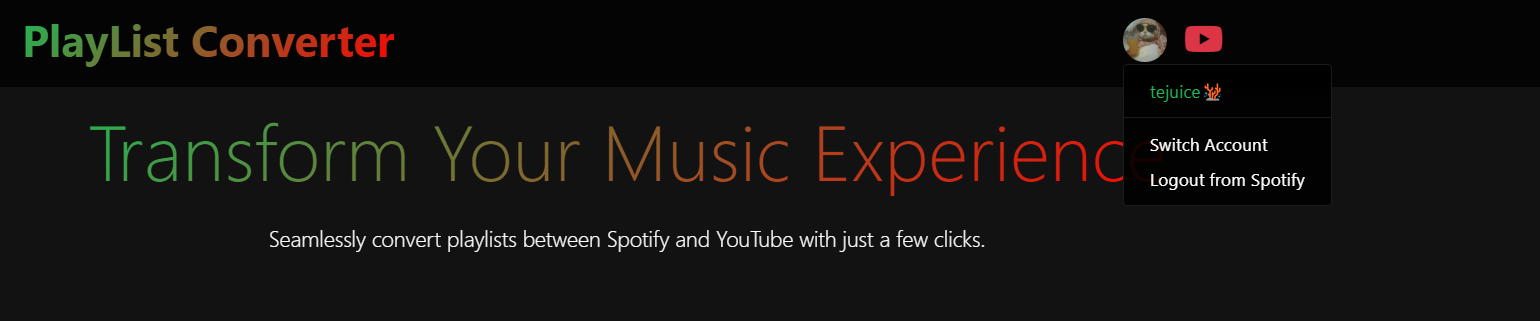 PlayList Converter
tejuice🪸
Transform Your Music Experience
Switch Account
Logout from Spotify
Seamlessly convert playlists between Spotify and YouTube with just a few clicks.